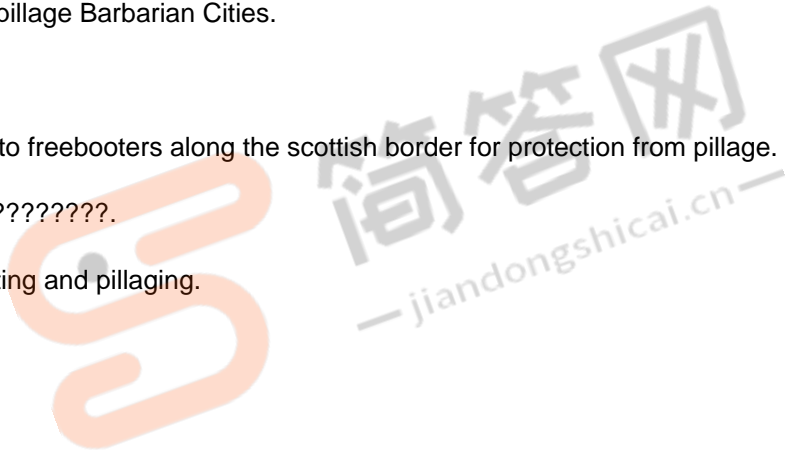 pillage Barbarian Cities.
to freebooters along the scottish border for protection from pillage.
????????.
ting and pillaging.
简答网
jiandongshicai.cn